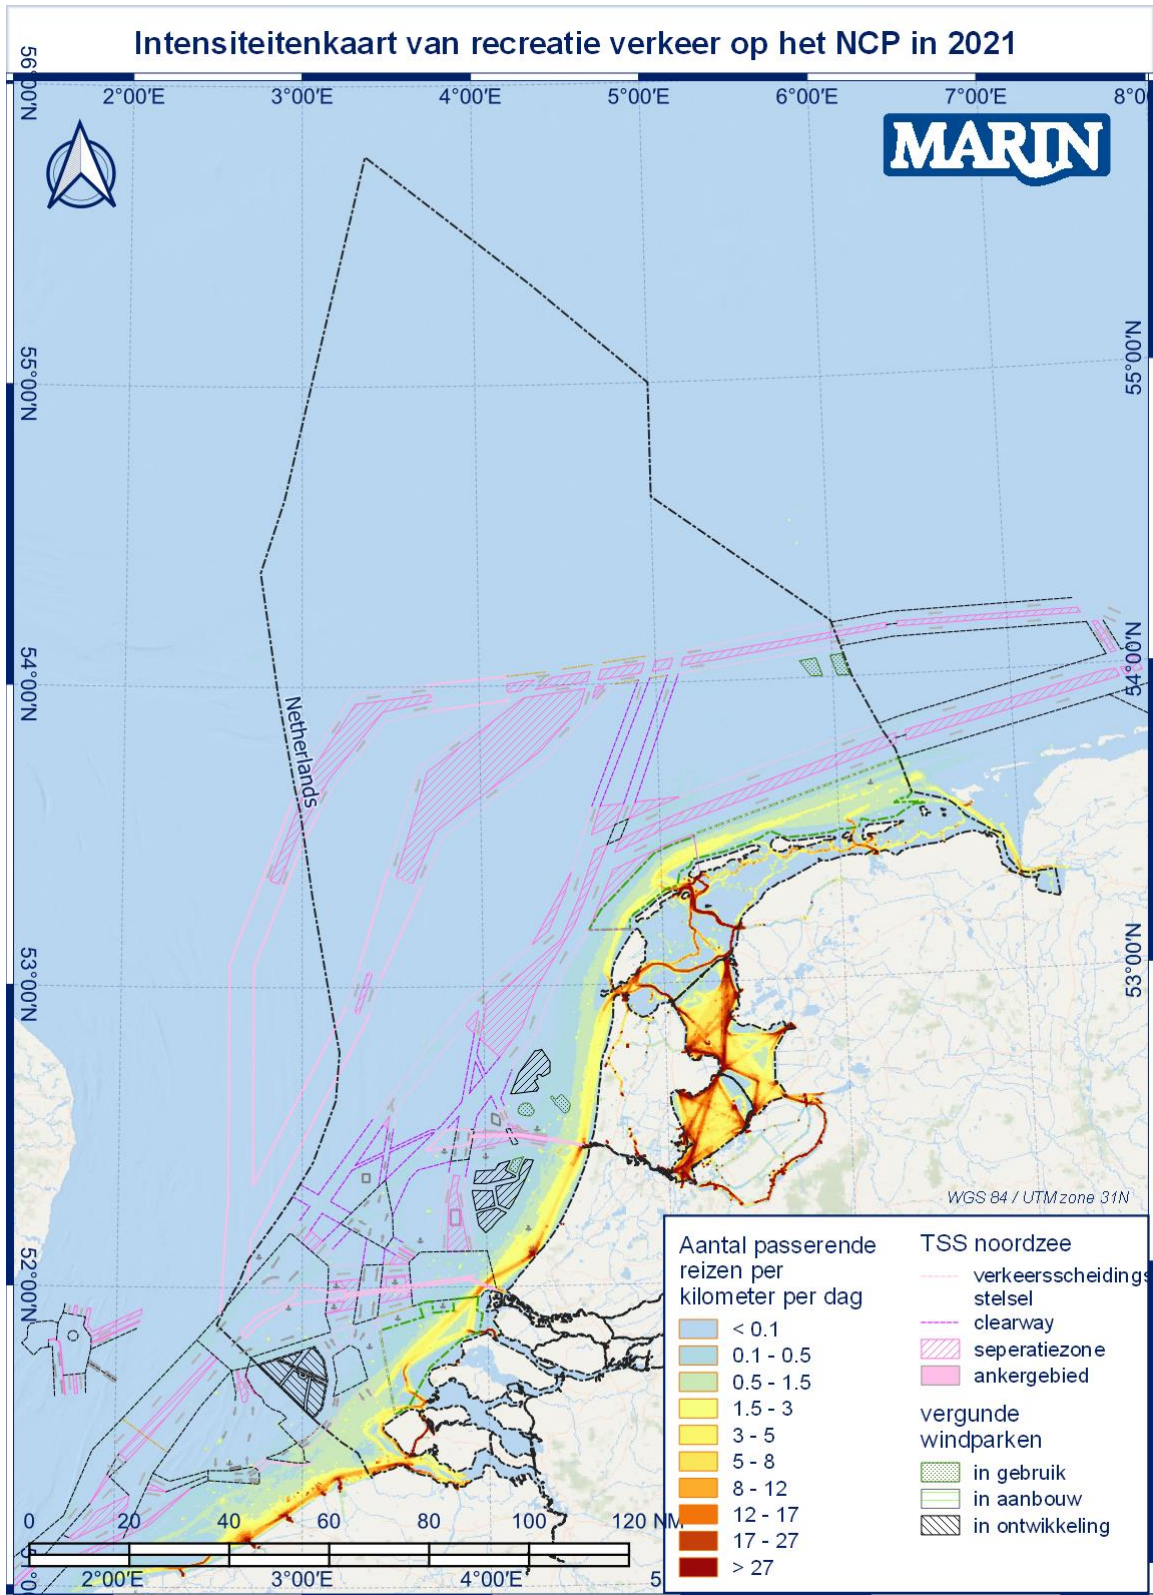 Intensiteitenkaart van recreatie verkeer op het NCP in 2021
2°00'E
3°00'E
4°00'E
5°00'E
6°00'E
7°00'E
8°0
56°00'N
MARIN
55°00'N
55°00'N
54°00'N
54°00'N
Netherlands
53°00'N
53°00'N
52°00'N
WGS 84 / UTM zone 31N
Aantal passerende
reizen per
kilometer per dag
< 0.1
0.1 - 0.5
0.5 - 1.5
1.5 - 3
3 - 5
5 - 8
8 - 12
12 - 17
17 - 27
> 27
TSS noordzee
verkeersscheidings
stelsel
clearway
seperatiezone
ankergebied
vergunde
windparken
in gebruik
in aanbouw
in ontwikkeling
0 20 40 60 80 100 120 NM
2°00'E
3°00'E
4°00'E
5